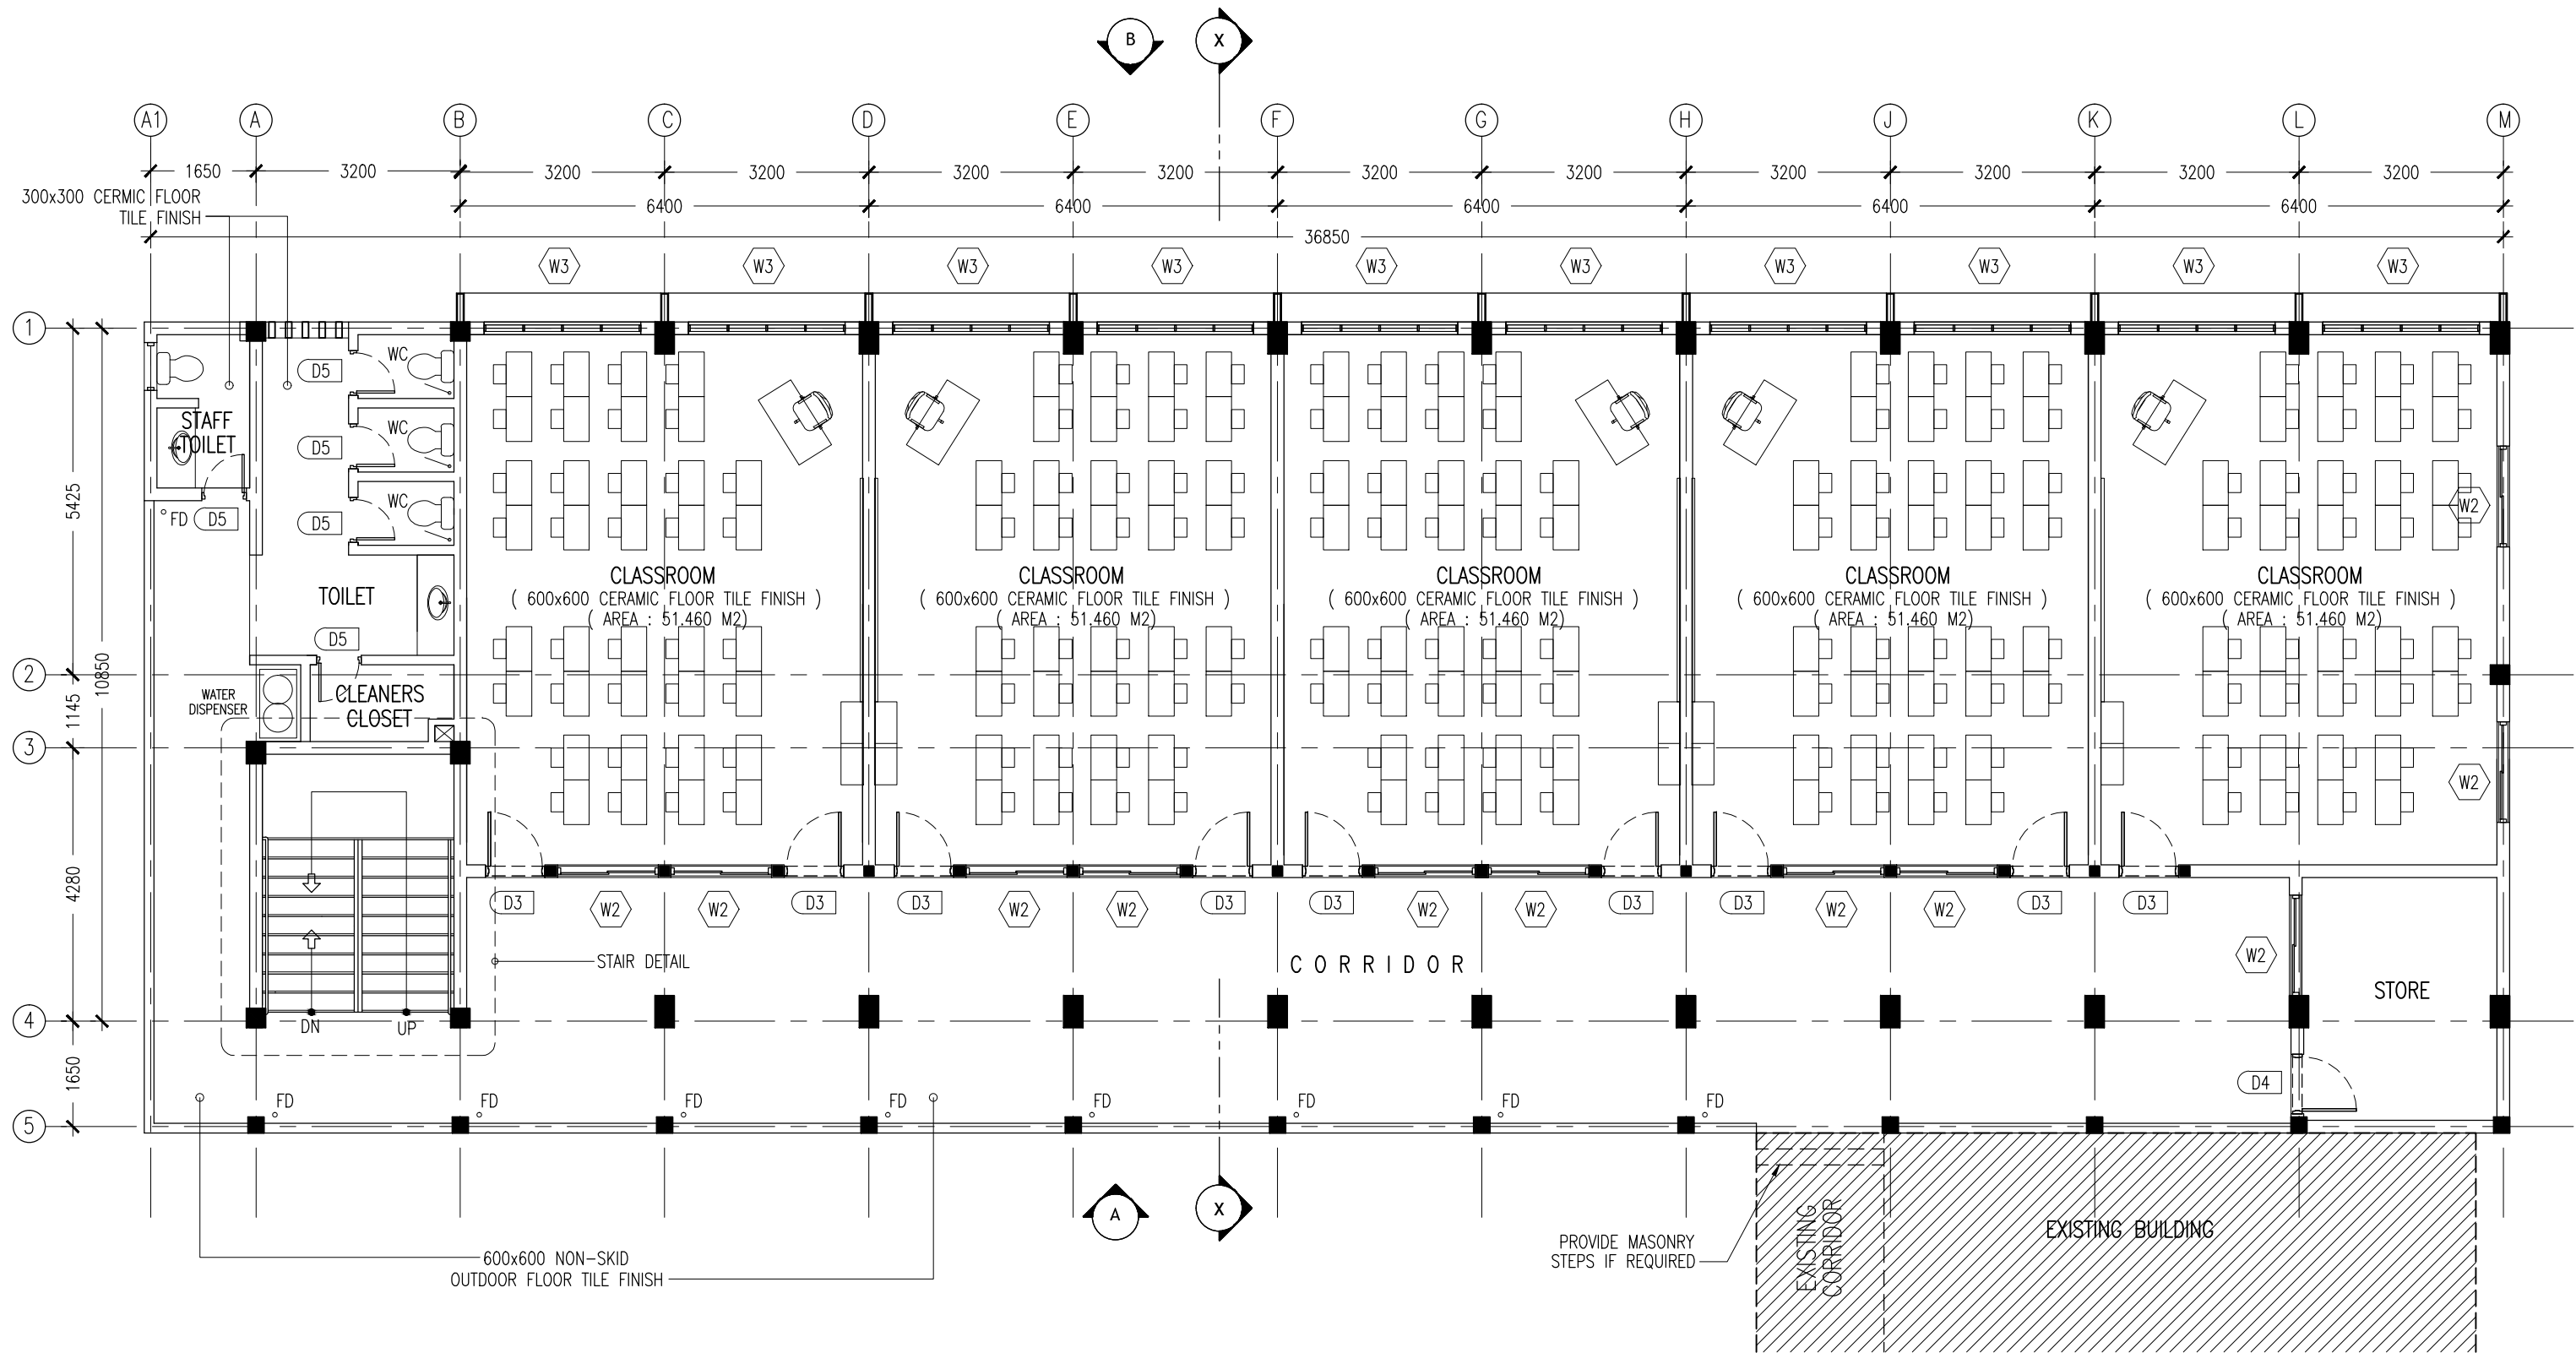 B X
A1 A B C D E F G H J K L M
1650 3200 3200 3200 3200 3200 3200 3200 3200 3200 3200 3200
300x300 CERMIC FLOOR
TILE FINISH
6400 6400 6400 6400 6400
36850
W3 W3 W3 W3 W3 W3 W3 W3 W3 W3
1
WC
D5
STAFF
TOILET
WC
D5
5425
WC
D5
FD D5
W2
CLASSROOM CLASSROOM CLASSROOM CLASSROOM CLASSROOM
TOILET
( 600x600 CERAMIC FLOOR TILE FINISH ) ( 600x600 CERAMIC FLOOR TILE FINISH ) ( 600x600 CERAMIC FLOOR TILE FINISH ) ( 600x600 CERAMIC FLOOR TILE FINISH ) ( 600x600 CERAMIC FLOOR TILE FINISH )
( AREA : 51.460 M2) ( AREA : 51.460 M2) ( AREA : 51.460 M2) ( AREA : 51.460 M2) ( AREA : 51.460 M2)
D5
2
10850
1145
WATER
DISPENSER
CLEANERS
CLOSET
3
W2
4280
D3 W2 W2 D3 D3 W2 W2 D3 D3 W2 W2 D3 D3 W2 W2 D3 D3
STAIR DETAIL
CORRIDOR
W2
STORE
4
DN UP
1650
D4
FD FD FD FD FD FD FD FD
5
A X
EXISTING
CORRIDOR
EXISTING BUILDING
PROVIDE MASONRY
STEPS IF REQUIRED
600x600 NON-SKID
OUTDOOR FLOOR TILE FINISH